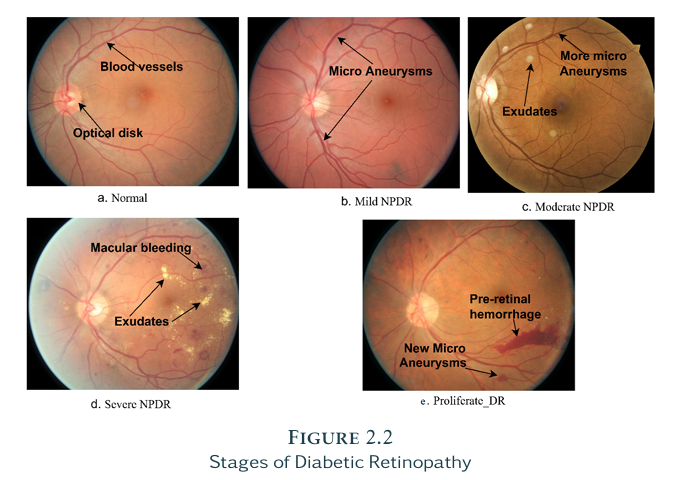 Blood vessels
Optical disk
a. Normal
Micro Aneurysms
b. Mild NPDR
More micro
Aneurysms
Exudates
c. Moderate NPDR
Macular bleeding
Exudates
d. Severe NPDR
Pre-retinal
hemorrhage
New Micro
Aneurysms
e. Proliferate_DR
FIGURE 2.2
Stages of Diabetic Retinopathy